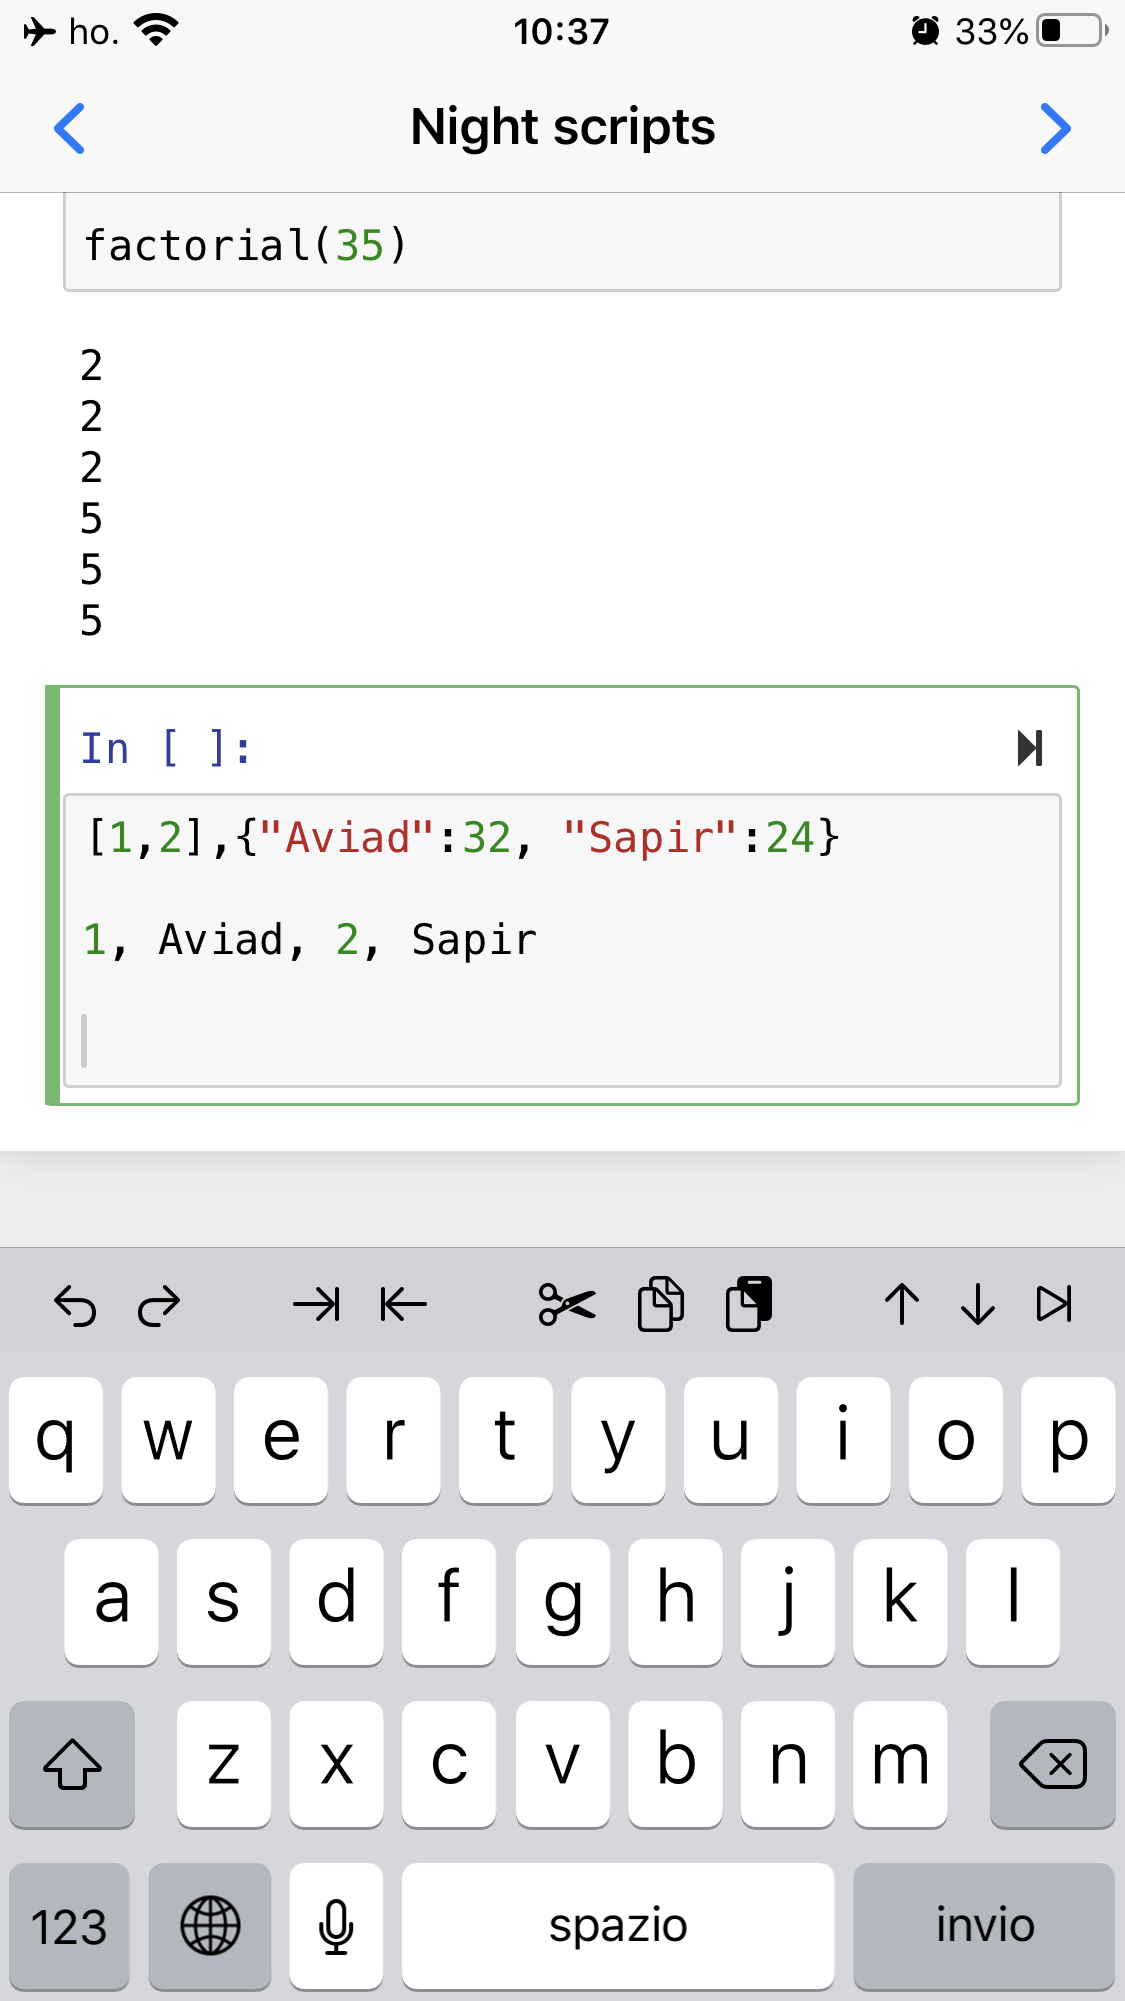 ho. 10:37 33%
Night scripts
factorial(35)
2
2
2
5
5
5
In [ ]:
[1,2],{"Aviad":32, "Sapir":24}
1, Aviad, 2, Sapir
q w e r t y u i o p
a s d f g h j k l
z x c v b n m
123 spazio invio